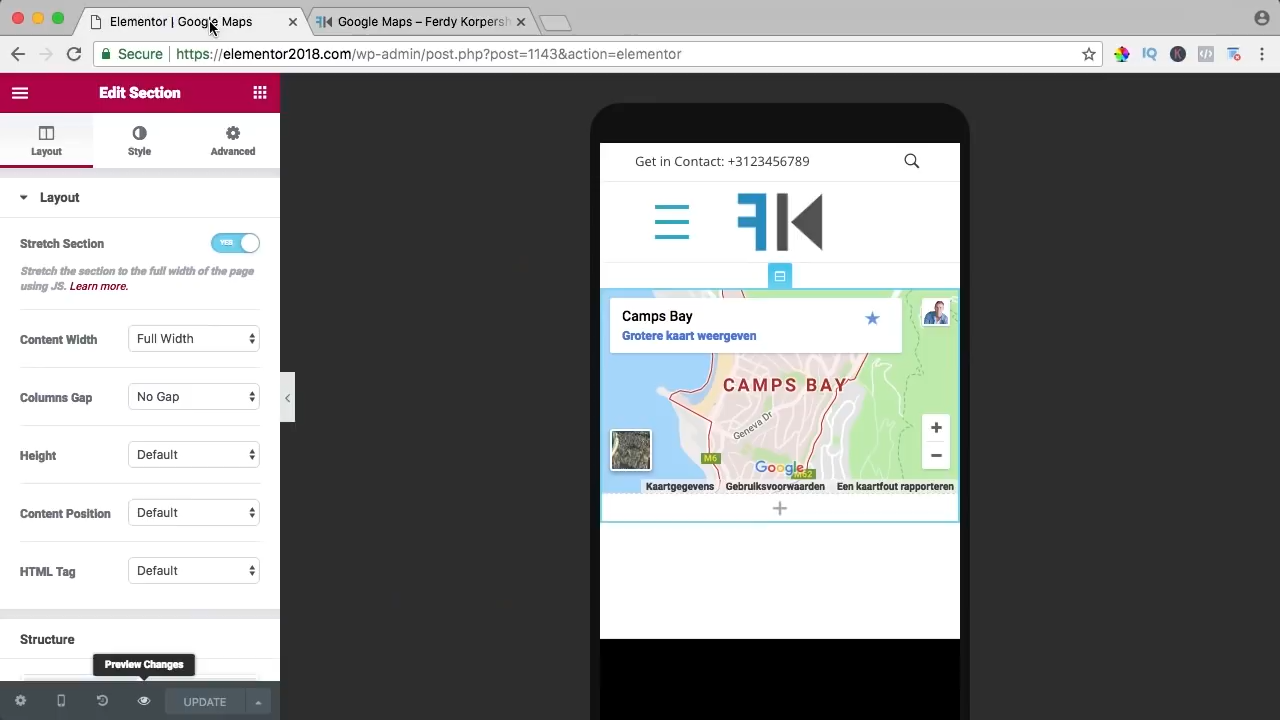 Elementor | Google Maps
Google Maps – Ferdy Korpersh
Secure
https://elementor2018.com/wp-admin/post.php?post=1143&action=elementor
Edit Section
Layout
Style
Advanced
Layout
Stretch Section
YES
Stretch the section to the full width of the page
using JS. Learn more.
Content Width
Full Width
Columns Gap
No Gap
Height
Default
Content Position
Default
HTML Tag
Default
Structure
Preview Changes
UPDATE
Get in Contact: +3123456789
FK
Camps Bay
Grotere kaart weergeven
CAMPS BAY
Geneva Dr
M6
M62
Google
Kaartgegevens
Gebruiksvoorwaarden
Een kaartfout rapporteren